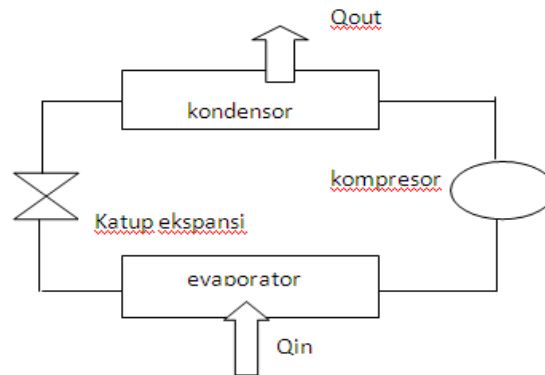 Qout
kondensor
kompresor
Katup ekspansi
evaporator
Qin